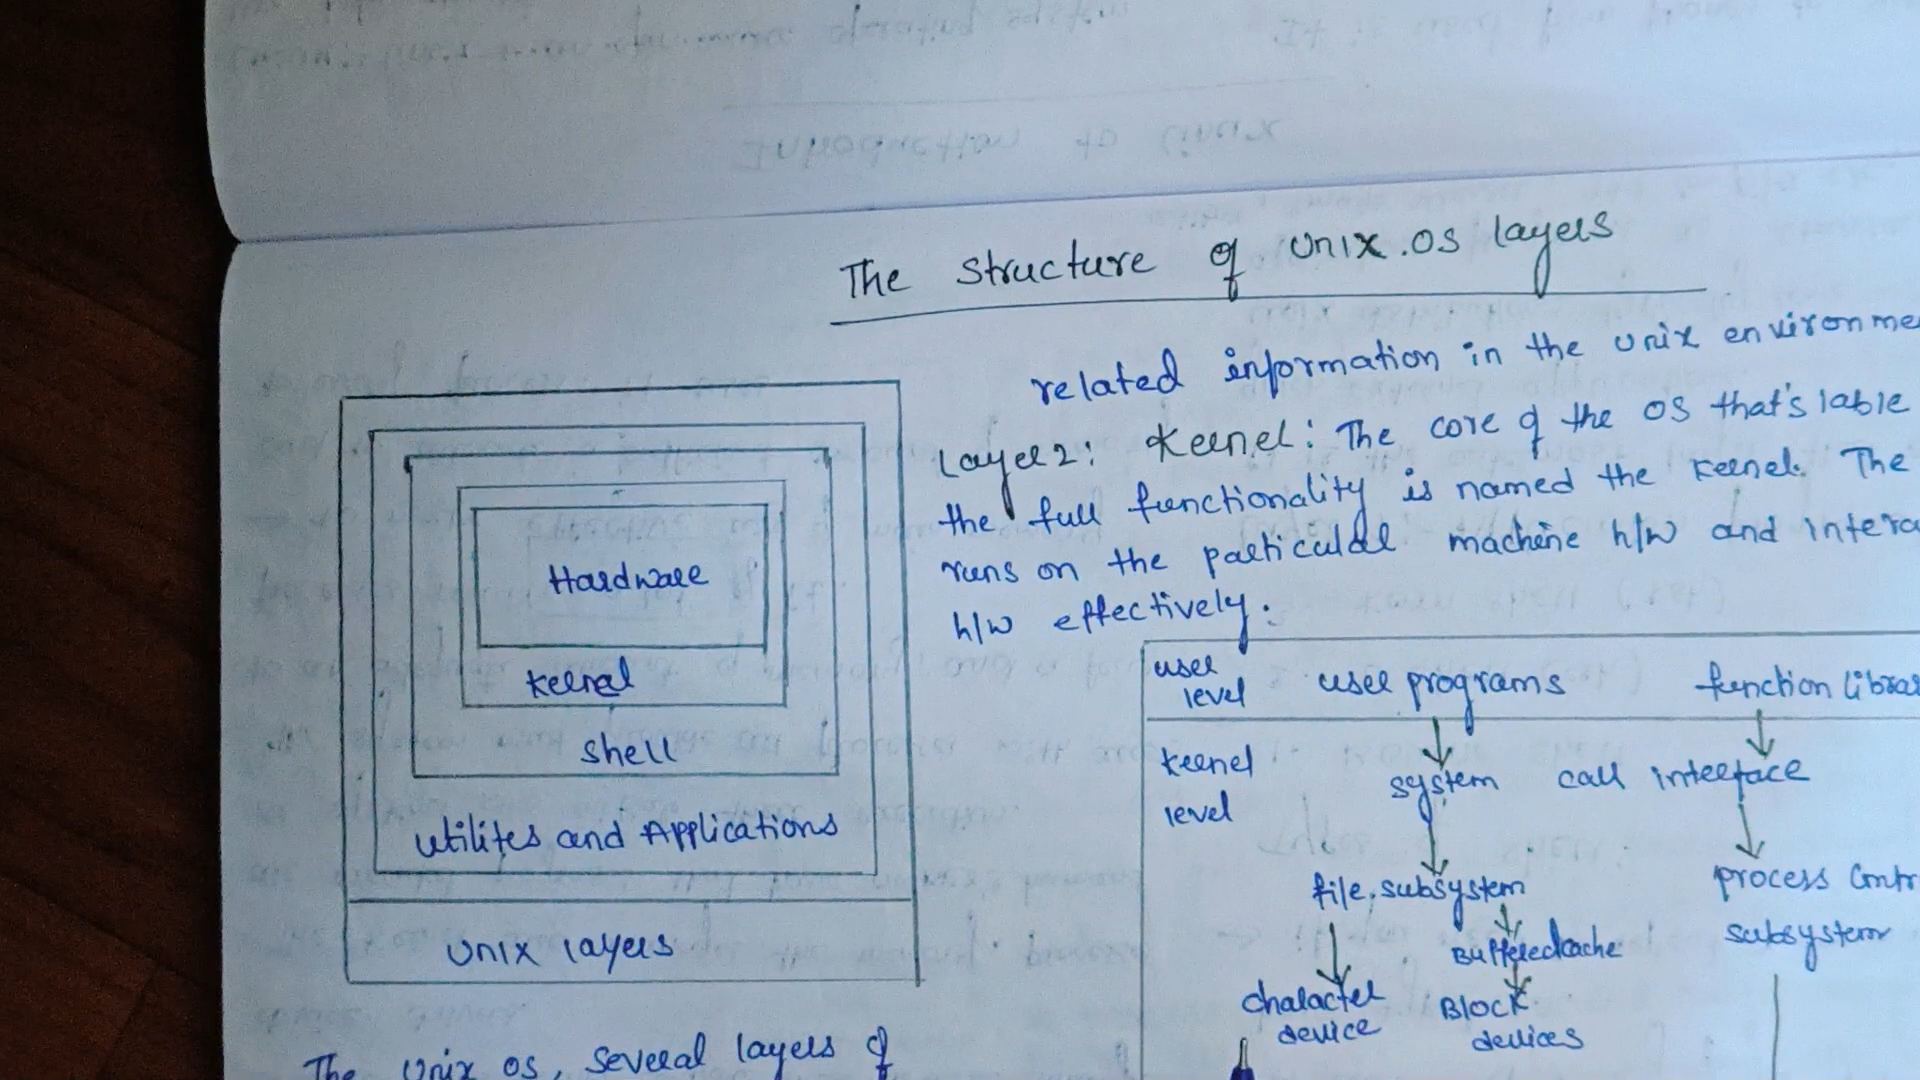 The structure of Unix.OS layers
Hardware
kernal
shell
utilites and Applications
Unix layers
The Unix OS, several layers of
related information in the unix environme
Layer 2: Kernel: The core of the OS that's lable
the full functionality is named the Kernel. The
runs on the particular machine h/w and intera
h/w effectively.
user level
user programs
function librar
kernel level
system call interface
file subsystem
process contr
subsystem
Bufferedcache
character device
Block devices